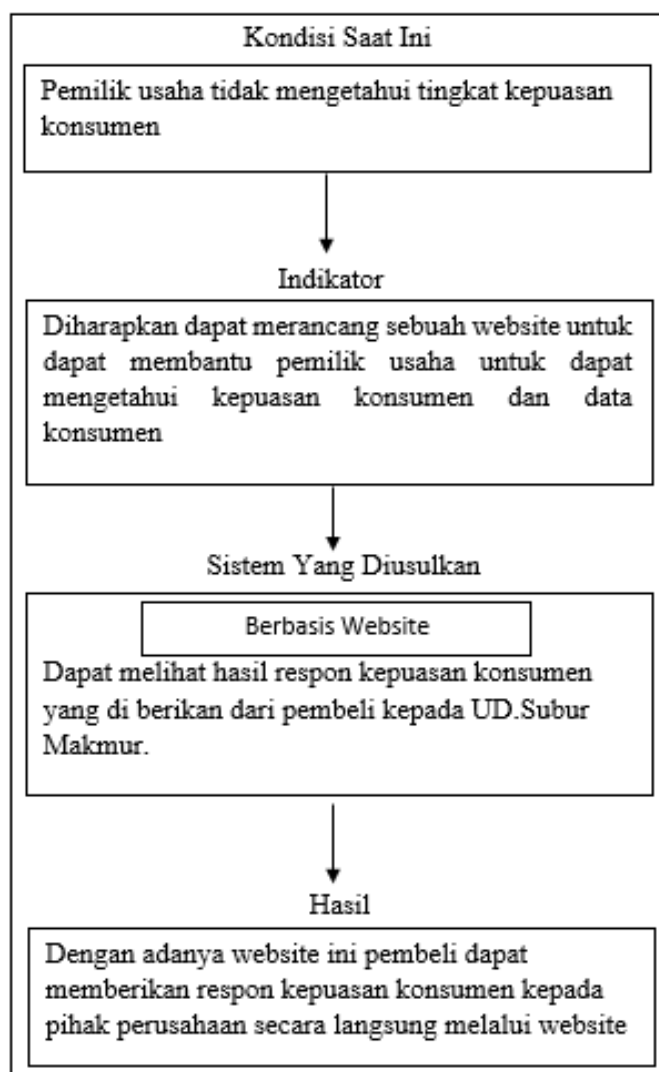 Kondisi Saat Ini
Pemilik usaha tidak mengetahui tingkat kepuasan
konsumen
Indikator
Diharapkan dapat merancang sebuah website untuk
dapat membantu pemilik usaha untuk dapat
mengetahui kepuasan konsumen dan data
konsumen
Sistem Yang Diusulkan
Berbasis Website
Dapat melihat hasil respon kepuasan konsumen
yang di berikan dari pembeli kepada UD.Subur
Makmur.
Hasil
Dengan adanya website ini pembeli dapat
memberikan respon kepuasan konsumen kepada
pihak perusahaan secara langsung melalui website